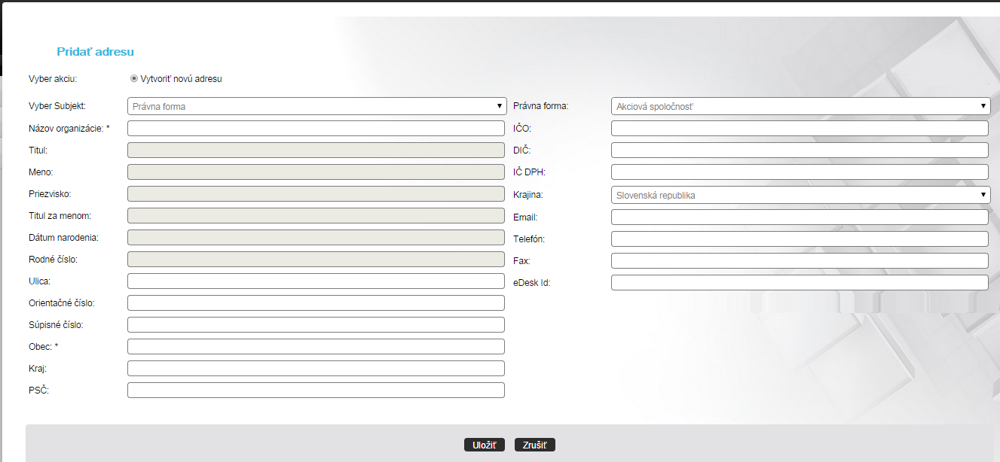 Pridať adresu
Vyber akciu: Vytvoriť novú adresu
Vyber Subjekt: Právna forma
Názov organizácie: *
Titul:
Meno:
Priezvisko:
Titul za menom:
Dátum narodenia:
Rodné číslo:
Ulica:
Orientačné číslo:
Súpisné číslo:
Obec: *
Kraj:
PSČ:
Právna forma: Akciová spoločnosť
IČO:
DIČ:
IČ DPH:
Krajina: Slovenská republika
Email:
Telefón:
Fax:
eDesk Id:
Uložiť Zrušiť